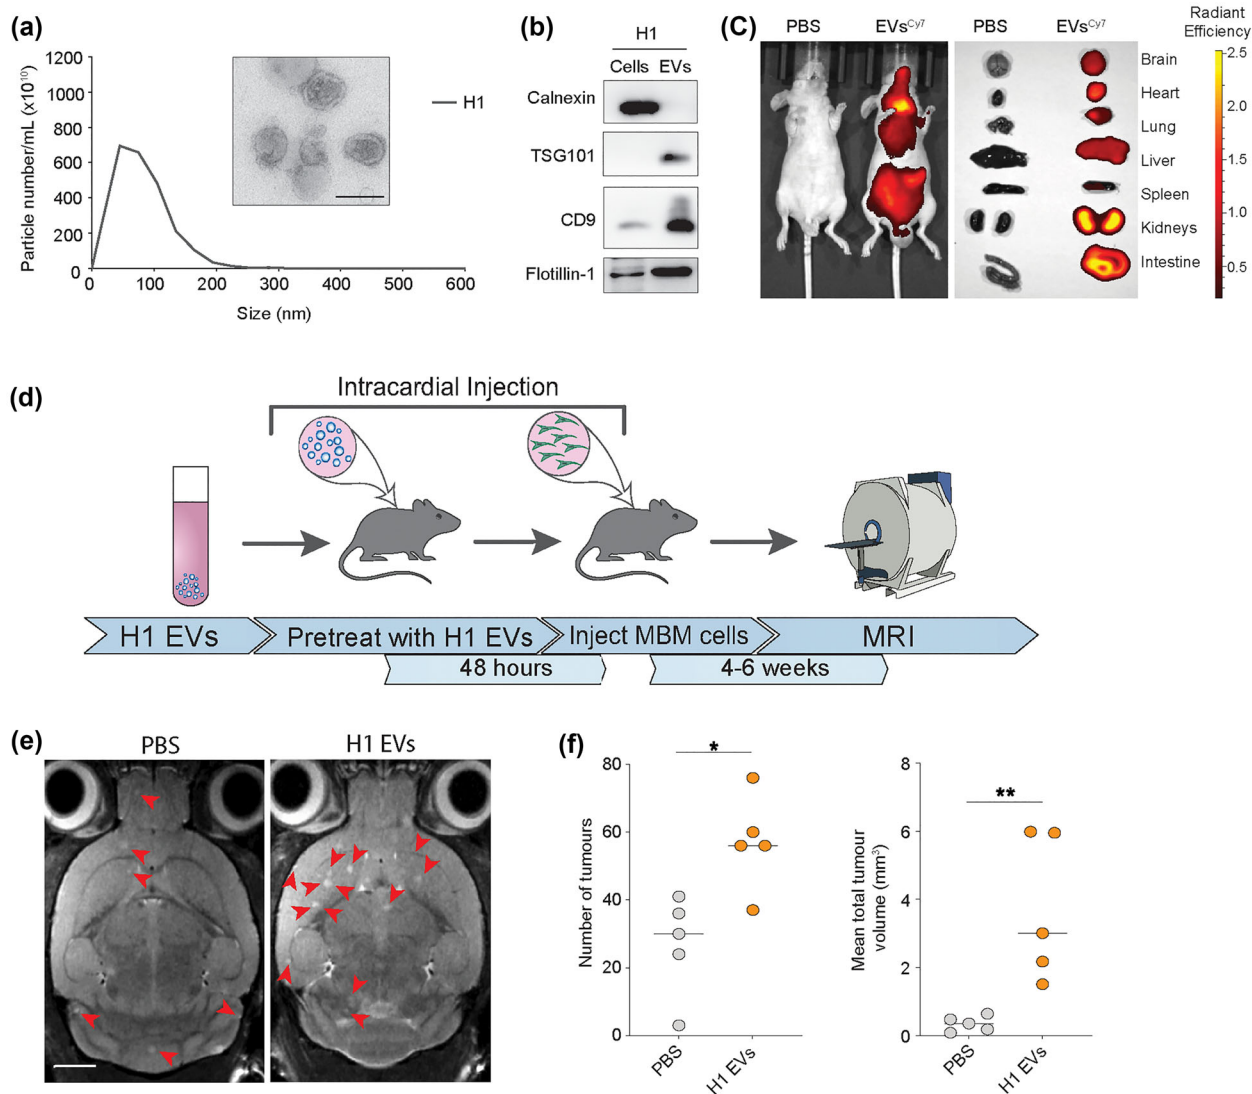 (a)
Particle number/mL (x10¹⁰)
1200
1000
800
600
400
200
0
0
100
200
300
400
500
600
Size (nm)
H1
(b)
H1
Cells EVs
Calnexin
TSG101
CD9
Flotillin-1
(C)
PBS
EVsᶜʸ⁷
PBS
EVsᶜʸ⁷
Radiant
Efficiency
Brain
Heart
Lung
Liver
Spleen
Kidneys
Intestine
2.5
2.0
1.5
1.0
0.5
(d)
Intracardial Injection
H1 EVs
Pretreat with H1 EVs
Inject MBM cells
MRI
48 hours
4-6 weeks
(e)
PBS
H1 EVs
(f)
Number of tumours
80
60
40
20
0
*
PBS
H1 EVs
Mean total tumour
volume (mm³)
8
6
4
2
0
**
PBS
H1 EVs